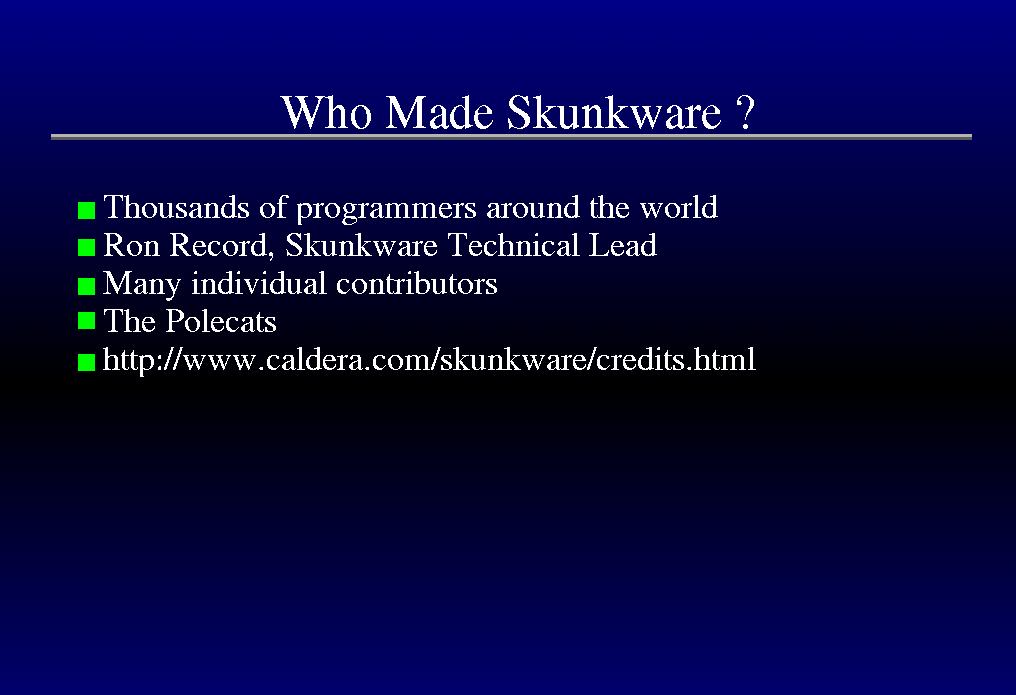 Who Made Skunkware ?
Thousands of programmers around the world
Ron Record, Skunkware Technical Lead
Many individual contributors
The Polecats
http://www.caldera.com/skunkware/credits.html